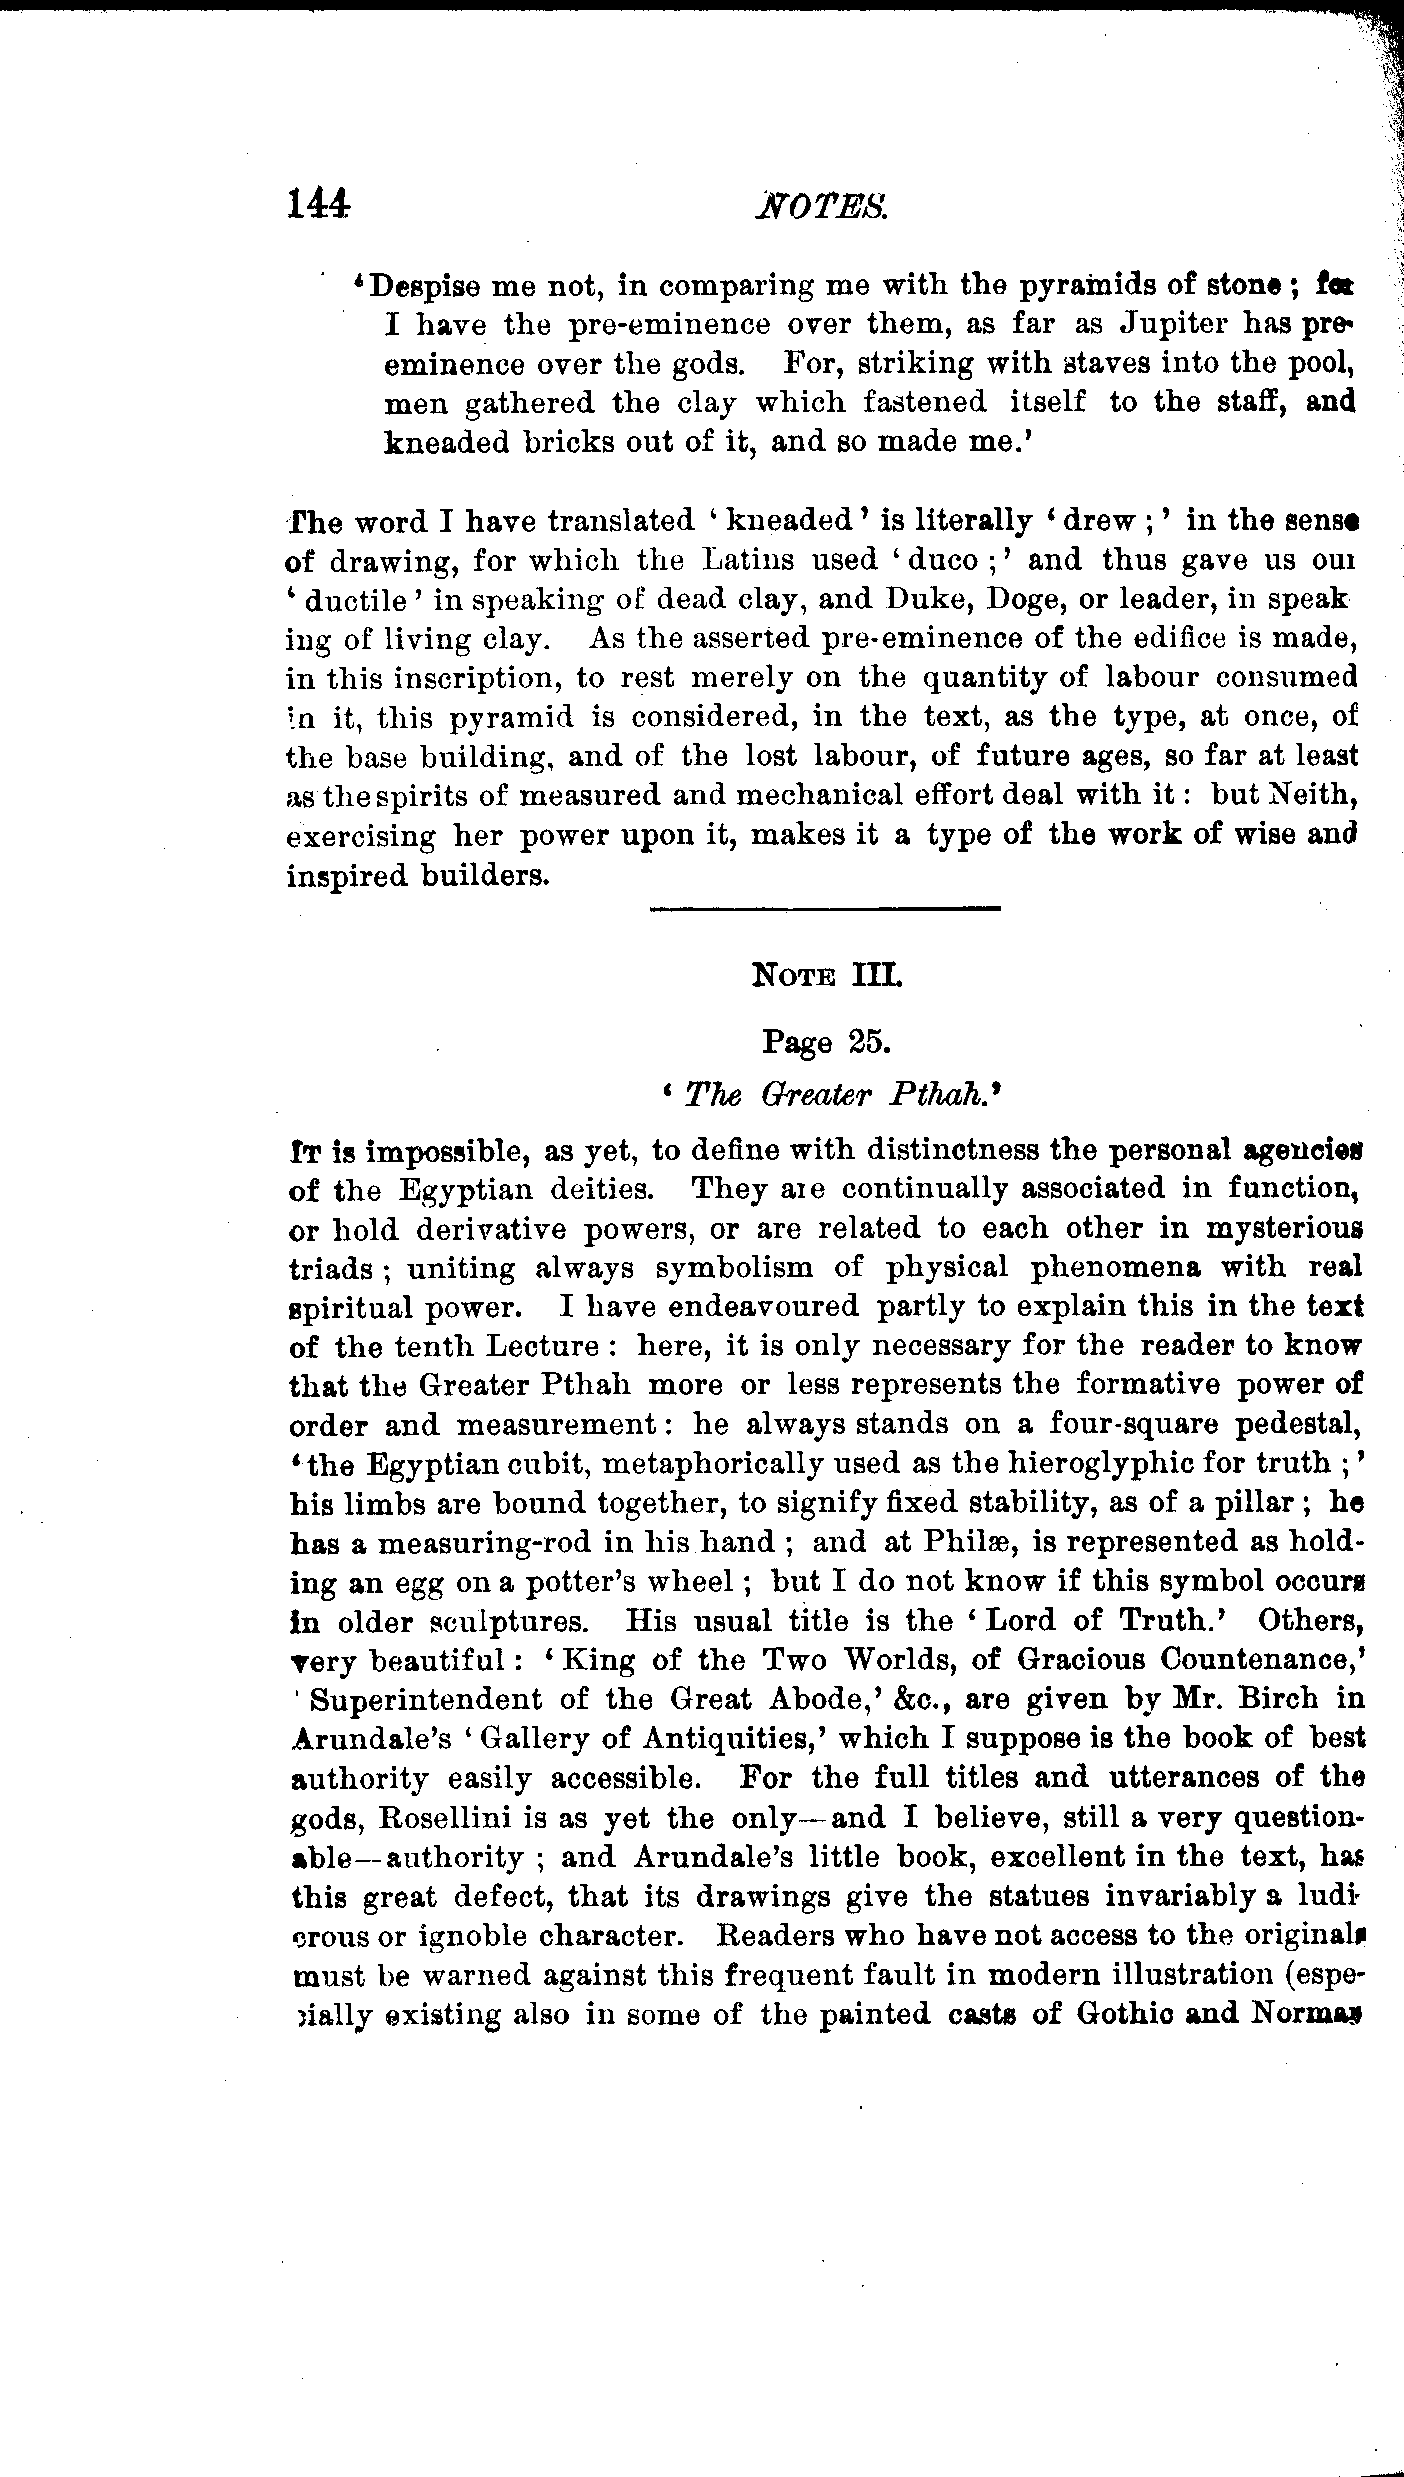 144 NOTES.
‘Despise me not, in comparing me with the pyramids of stone; for
I have the pre-eminence over them, as far as Jupiter has pre-
eminence over the gods. For, striking with staves into the pool,
men gathered the clay which fastened itself to the staff, and
kneaded bricks out of it, and so made me.’
The word I have translated ‘kneaded’ is literally ‘drew;’ in the sense
of drawing, for which the Latins used ‘duco;’ and thus gave us our
‘ductile’ in speaking of dead clay, and Duke, Doge, or leader, in speak
ing of living clay. As the asserted pre-eminence of the edifice is made,
in this inscription, to rest merely on the quantity of labour consumed
in it, this pyramid is considered, in the text, as the type, at once, of
the base building, and of the lost labour, of future ages, so far at least
as the spirits of measured and mechanical effort deal with it: but Neith,
exercising her power upon it, makes it a type of the work of wise and
inspired builders.
NOTE III.
Page 25.
‘The Greater Pthah.’
IT is impossible, as yet, to define with distinctness the personal agencies
of the Egyptian deities. They are continually associated in function,
or hold derivative powers, or are related to each other in mysterious
triads; uniting always symbolism of physical phenomena with real
spiritual power. I have endeavoured partly to explain this in the text
of the tenth Lecture: here, it is only necessary for the reader to know
that the Greater Pthah more or less represents the formative power of
order and measurement: he always stands on a four-square pedestal,
‘the Egyptian cubit, metaphorically used as the hieroglyphic for truth;’
his limbs are bound together, to signify fixed stability, as of a pillar; he
has a measuring-rod in his hand; and at Philæ, is represented as hold-
ing an egg on a potter’s wheel; but I do not know if this symbol occurs
in older sculptures. His usual title is the ‘Lord of Truth.’ Others,
very beautiful: ‘King of the Two Worlds, of Gracious Countenance,’
‘Superintendent of the Great Abode,’ &c., are given by Mr. Birch in
Arundale’s ‘Gallery of Antiquities,’ which I suppose is the book of best
authority easily accessible. For the full titles and utterances of the
gods, Rosellini is as yet the only—and I believe, still a very question-
able—authority; and Arundale’s little book, excellent in the text, has
this great defect, that its drawings give the statues invariably a ludi-
crous or ignoble character. Readers who have not access to the originals
must be warned against this frequent fault in modern illustration (espe-
cially existing also in some of the painted casts of Gothic and Norman